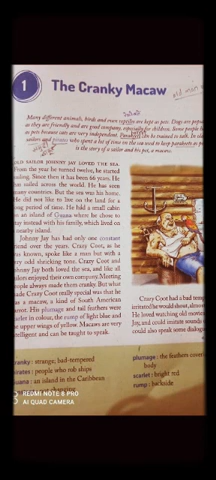 1 The Cranky Macaw
Many different animals, birds and even reptiles are kept as pets. Dogs are popular
as they are friendly and are good company, especially for children. Some people
as pets because cats are very independent. Parakeets can be trained to talk. In
sailors and pirates who spent a lot of time on the sea used to keep parakeets as
is the story of a sailor and his pet, a macaw.
OLD SAILOR JOHNNY JAY LOVED THE SEA.
From the year he turned twelve, he started
sailing. Since then it has been 66 years. He
has sailed around the world. He has seen
many countries. But the sea was his home.
He did not like to live on the land for a
long period of time. He had a small cabin
on an island of Guana where he chose to
stay instead with his family, which lived on
a nearby island.
Johnny Jay has had only one constant
friend over the years. Crazy Coot, as he
was known, spoke like a man but with a
very odd shrieking tone. Crazy Coot and
Johnny Jay both loved the sea, and like all
sailors enjoyed their own company. Meeting
people always made them cranky. But what
made Crazy Coot really special was that he
was a macaw, a kind of South American
parrot. His plumage and tail feathers were
scarlet in colour, the rump of light blue and
the upper wings of yellow. Macaws are very
intelligent and can be taught to speak.
Crazy Coot had a bad
irritated he would shout,
He loved watching old movies
Jay, and could imitate sounds
could also speak some dialogue
cranky: strange; bad-tempered
pirates: people who rob ships
guana: an island in the Caribbean
plumage: the feathers
body
scarlet: bright red
rump: backside
REDMI NOTE 8 PRO
AI QUAD CAMERA